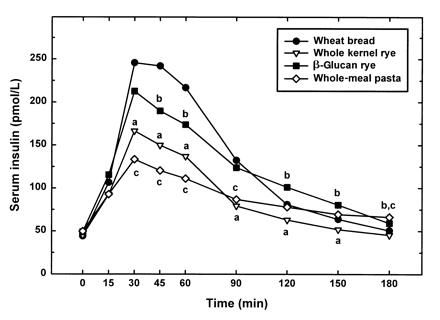 Wheat bread
Whole kernel rye
β-Glucan rye
Whole-meal pasta
Serum insulin (pmol/L)
250
200
150
100
50
0
b
b
a
a
a
c
c
c
c
a
b
a
b
a
b,c
0 15 30 45 60 90 120 150 180
Time (min)